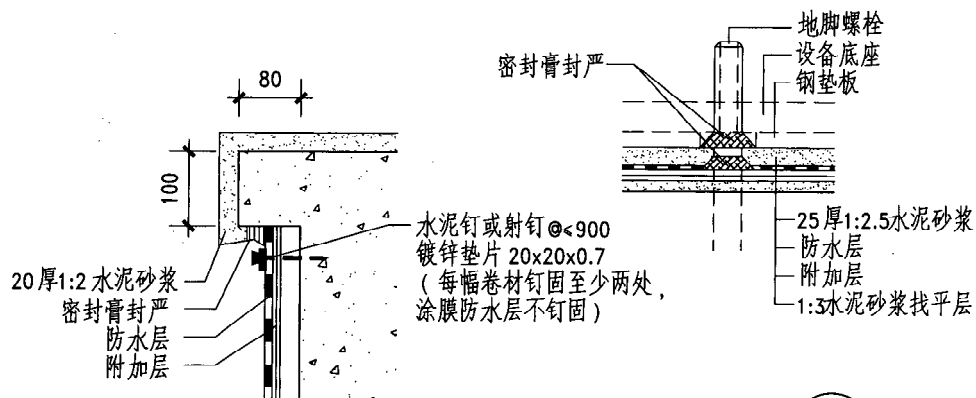 80
100
20厚1:2水泥砂浆
密封膏封严
防水层
附加层
水泥钉或射钉@≤900
镀锌垫片 20x20x0.7
(每幅卷材钉固至少两处,
涂膜防水层不钉固)
密封膏封严
地脚螺栓
设备底座
钢垫板
25厚1:2.5水泥砂浆
防水层
附加层
1:3水泥砂浆找平层